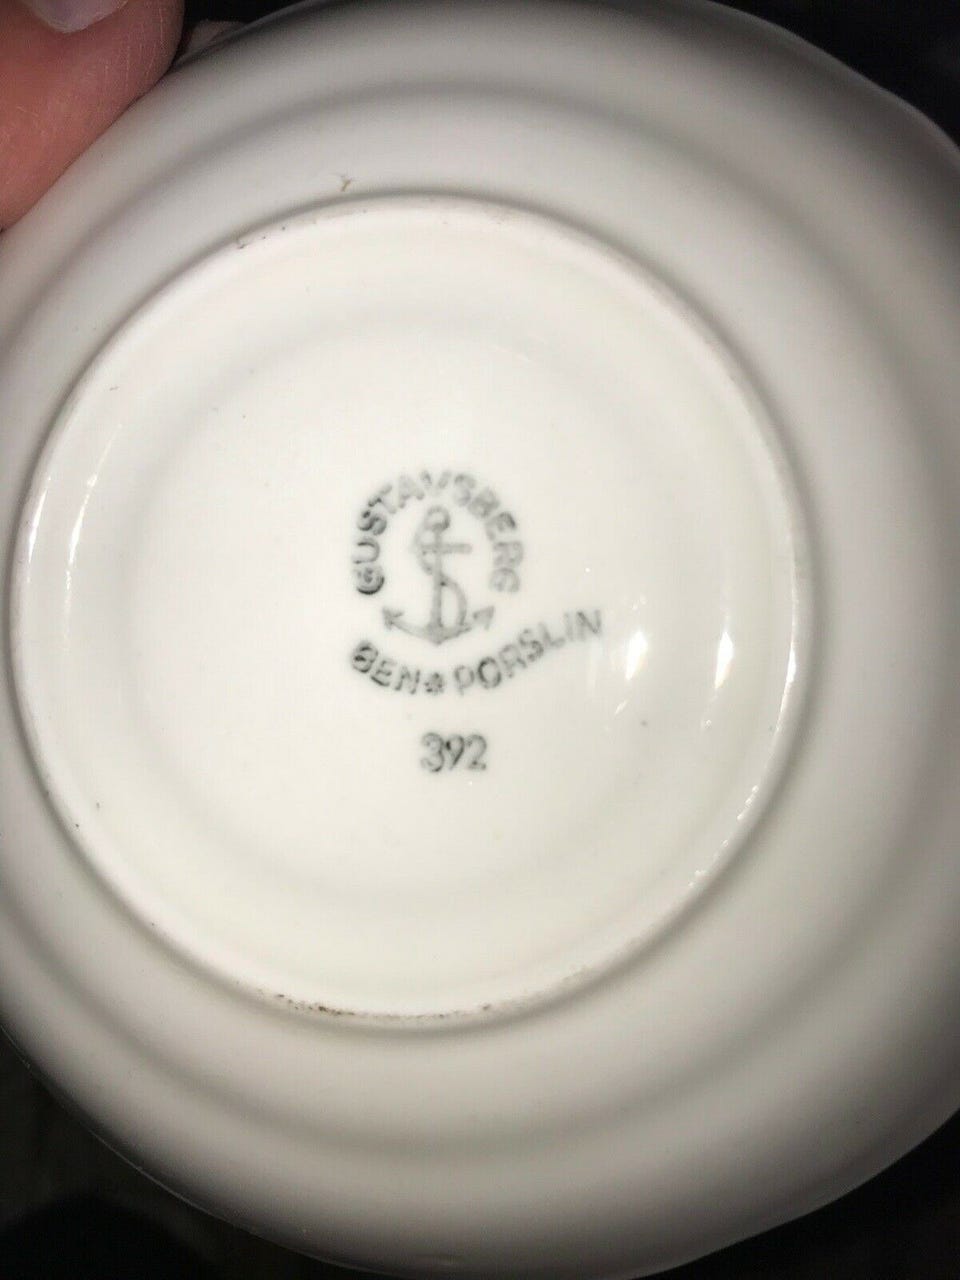 GUSTAVSBERG
BEN * PORSLIN
392